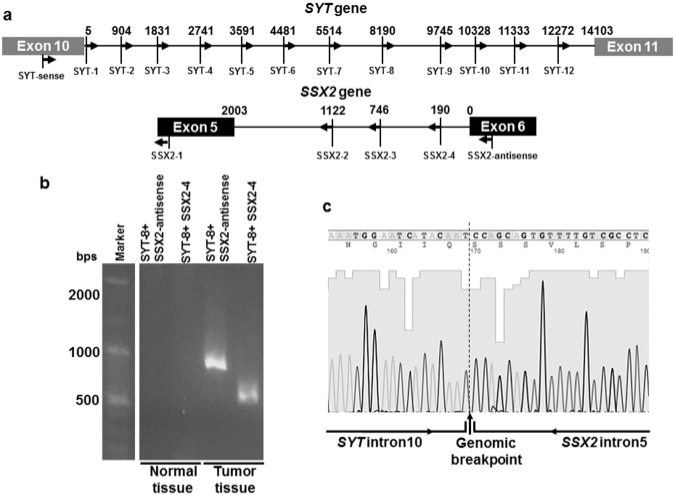 a
SYT gene
5 904 1831 2741 3591 4481 5514 8190 9745 10328 11333 12272 14103
Exon 10 Exon 11
SYT-sense SYT-1 SYT-2 SYT-3 SYT-4 SYT-5 SYT-6 SYT-7 SYT-8 SYT-9 SYT-10 SYT-11 SYT-12
SSX2 gene
2003 1122 746 190 0
Exon 5 Exon 6
SSX2-1 SSX2-2 SSX2-3 SSX2-4 SSX2-antisense
b
bps
Marker
SYT-8+
SSX2-antisense
SYT-8+ SSX2-4
SYT-8+
SSX2-antisense
SYT-8+ SSX2-4
2000
1000
500
Normal
tissue
Tumor
tissue
c
AAATGGAATCATACAATCCAGCAGTGTTTTGTCGCCTC
N G I I Q S S S V L S P
160 170 180 190
SYT intron10
Genomic
breakpoint
SSX2 intron5